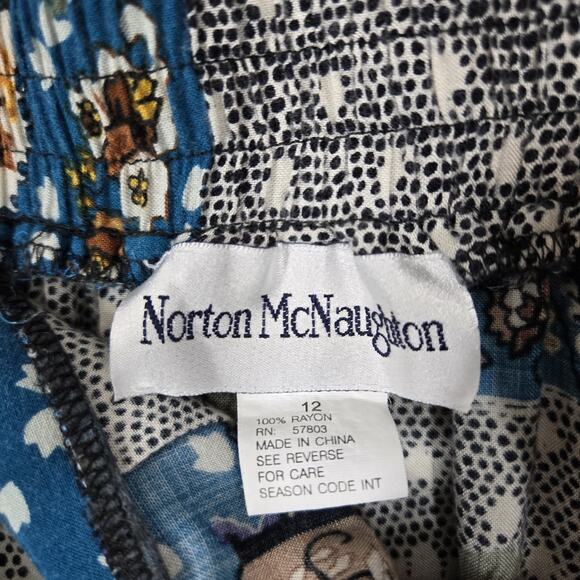 Norton McNaughton
12
100% RAYON
RN: 57803
MADE IN CHINA
SEE REVERSE
FOR CARE
SEASON CODE INT